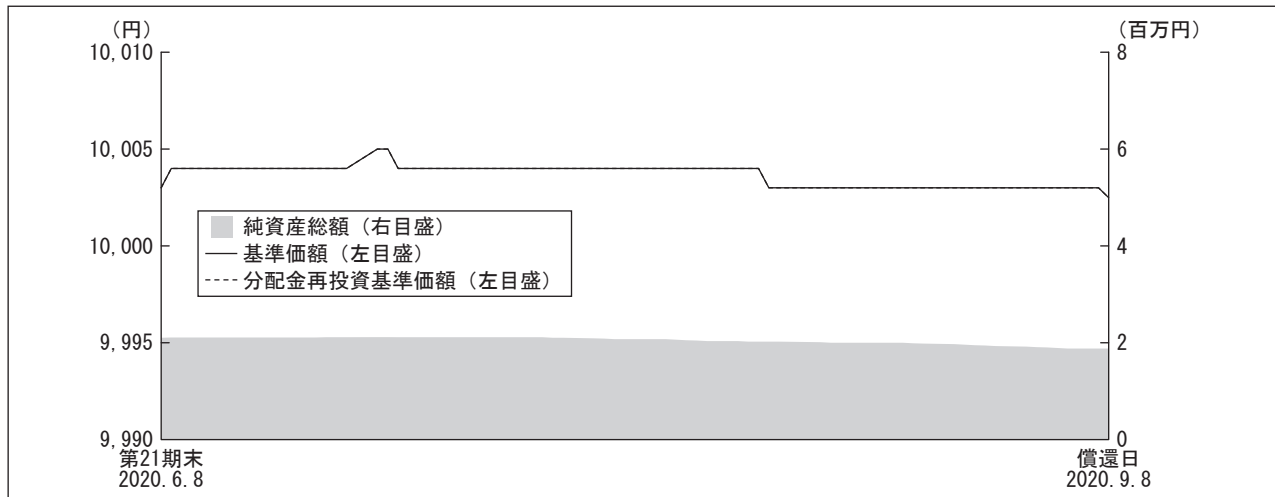 （円）
（百万円）
10,010
10,005
10,000
9,995
9,990
8
6
4
2
0
純資産総額（右目盛）
基準価額（左目盛）
分配金再投資基準価額（左目盛）
第21期末
2020.6.8
償還日
2020.9.8